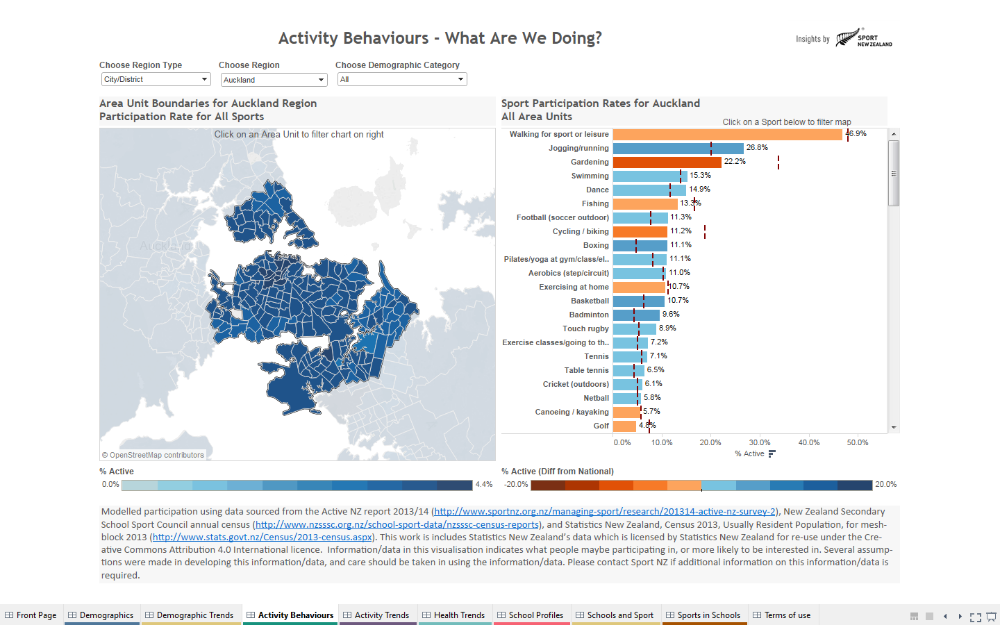 Activity Behaviours - What Are We Doing?
Insights by
SPORT
NEW ZEALAND
Choose Region Type
Choose Region
Choose Demographic Category
City/District
Auckland
All
Area Unit Boundaries for Auckland Region
Participation Rate for All Sports
Click on an Area Unit to filter chart on right
Auckland
© OpenStreetMap contributors
Sport Participation Rates for Auckland
All Area Units
Click on a Sport below to filter map
Walking for sport or leisure 46.9%
Jogging/running 26.8%
Gardening 22.2%
Swimming 15.3%
Dance 14.9%
Fishing 13.3%
Football (soccer outdoor) 11.3%
Cycling / biking 11.2%
Boxing 11.1%
Pilates/yoga at gym/class/el.. 11.1%
Aerobics (step/circuit) 11.0%
Exercising at home 10.7%
Basketball 10.7%
Badminton 9.6%
Touch rugby 8.9%
Exercise classes/going to th.. 7.2%
Tennis 7.1%
Table tennis 6.5%
Cricket (outdoors) 6.1%
Netball 5.8%
Canoeing / kayaking 5.7%
Golf 4.8%
0.0% 10.0% 20.0% 30.0% 40.0% 50.0%
% Active
% Active
0.0% 4.4%
% Active (Diff from National)
-20.0% 20.0%
Modelled participation using data sourced from the Active NZ report 2013/14 (http://www.sportnz.org.nz/managing-sport/research/201314-active-nz-survey-2), New Zealand Secondary
School Sport Council annual census (http://www.nzsssc.org.nz/school-sport-data/nzsssc-census-reports), and Statistics New Zealand, Census 2013, Usually Resident Population, for mesh-
block 2013 (http://www.stats.govt.nz/Census/2013-census.aspx). This work is includes Statistics New Zealand's data which is licensed by Statistics New Zealand for re-use under the Cre-
ative Commons Attribution 4.0 International licence.  Information/data in this visualisation indicates what people maybe participating in, or more likely to be interested in. Several assump-
tions were made in developing this information/data, and care should be taken in using the information/data. Please contact Sport NZ if additional information on this information/data is
required.
Front Page
Demographics
Demographic Trends
Activity Behaviours
Activity Trends
Health Trends
School Profiles
Schools and Sport
Sports in Schools
Terms of use